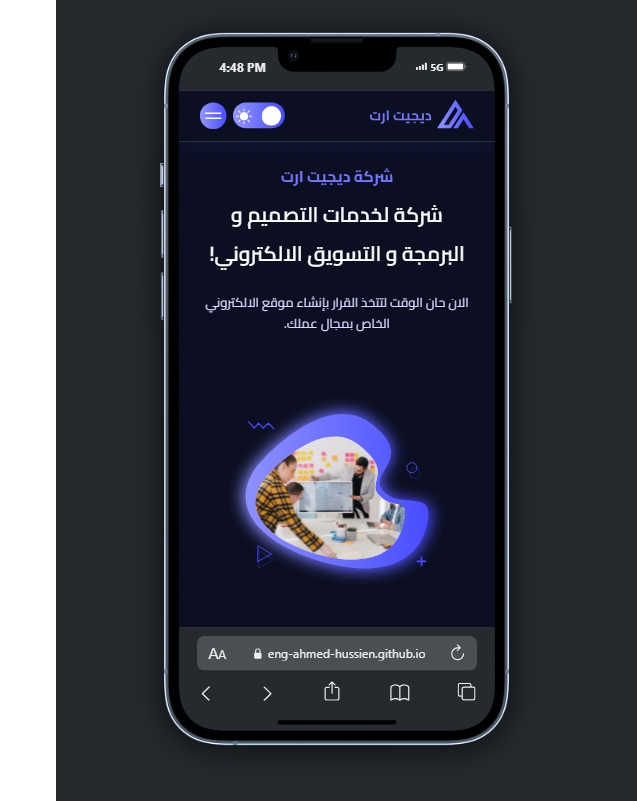 4:48 PM 5G
ديجيت ارت
شركة ديجيت ارت
شركة لخدمات التصميم و
البرمجة و التسويق الالكتروني!
الان حان الوقت لتتخذ القرار بإنشاء موقع الالكتروني
الخاص بمجال عملك.
AA eng-ahmed-hussien.github.io